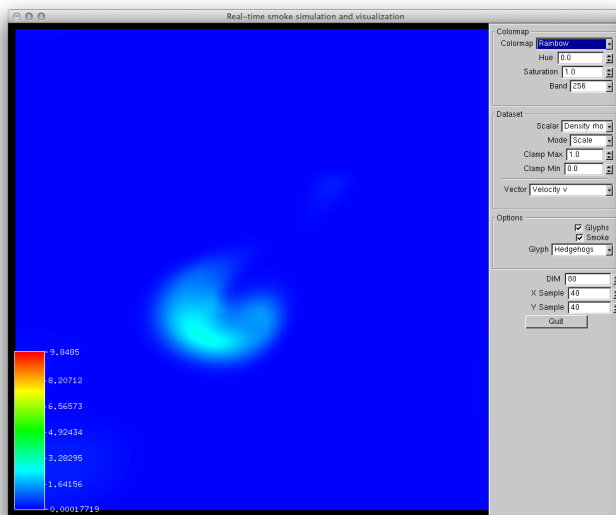 Real-time smoke simulation and visualization
Colormap
Colormap Rainbow
Hue 0.0
Saturation 1.0
Band 256
Dataset
Scalar Density rho
Mode Scale
Clamp Max 1.0
Clamp Min 0.0
Vector Velocity v
Options
Glyphs
Smoke
Glyph Hedgehogs
DIM 80
X Sample 40
Y Sample 40
Quit
9.8485
8.20712
6.56573
4.92434
3.28295
1.64156
0.00017719